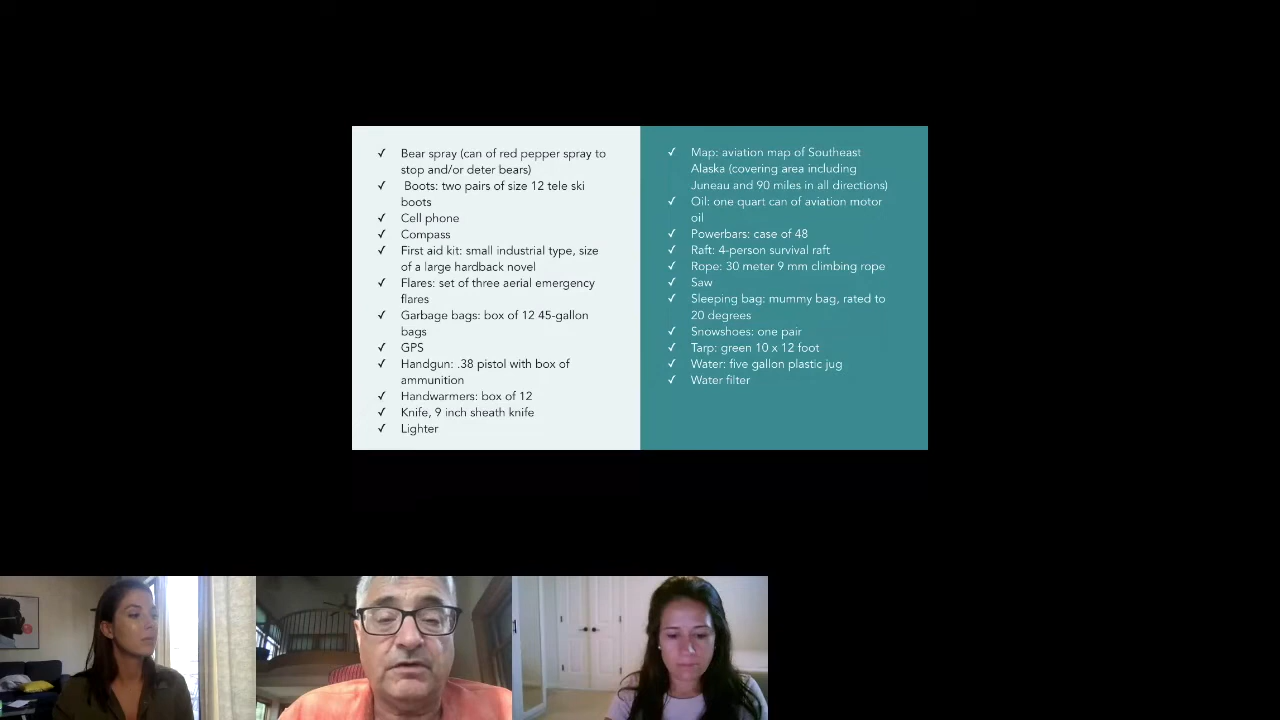 ✓ Bear spray (can of red pepper spray to
stop and/or deter bears)
✓ Boots: two pairs of size 12 tele ski
boots
✓ Cell phone
✓ Compass
✓ First aid kit: small industrial type, size
of a large hardback novel
✓ Flares: set of three aerial emergency
flares
✓ Garbage bags: box of 12 45-gallon
bags
✓ GPS
✓ Handgun: .38 pistol with box of
ammunition
✓ Handwarmers: box of 12
✓ Knife, 9 inch sheath knife
✓ Lighter
✓ Map: aviation map of Southeast
Alaska (covering area including
Juneau and 90 miles in all directions)
✓ Oil: one quart can of aviation motor
oil
✓ Powerbars: case of 48
✓ Raft: 4-person survival raft
✓ Rope: 30 meter 9 mm climbing rope
✓ Saw
✓ Sleeping bag: mummy bag, rated to
20 degrees
✓ Snowshoes: one pair
✓ Tarp: green 10 x 12 foot
✓ Water: five gallon plastic jug
✓ Water filter